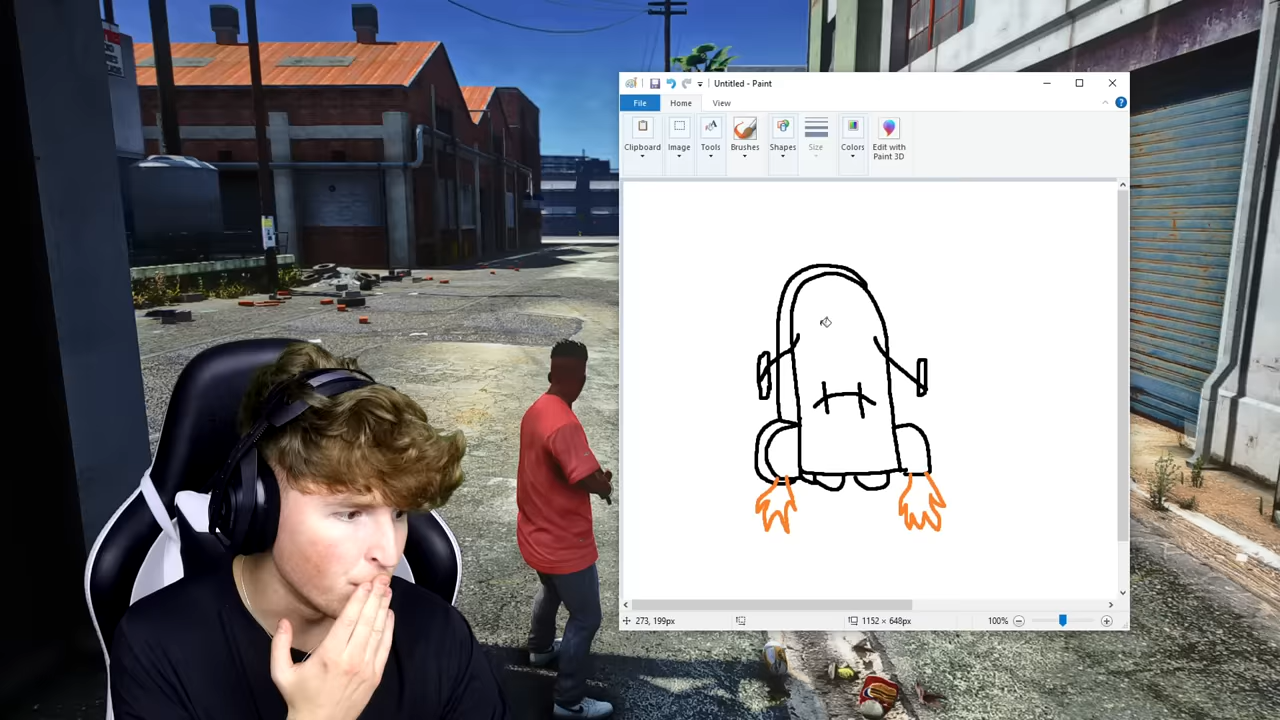 Untitled - Paint
File Home View
Clipboard Image Tools Brushes Shapes Size Colors Edit with
Paint 3D
273, 199px 1152 × 648px 100%